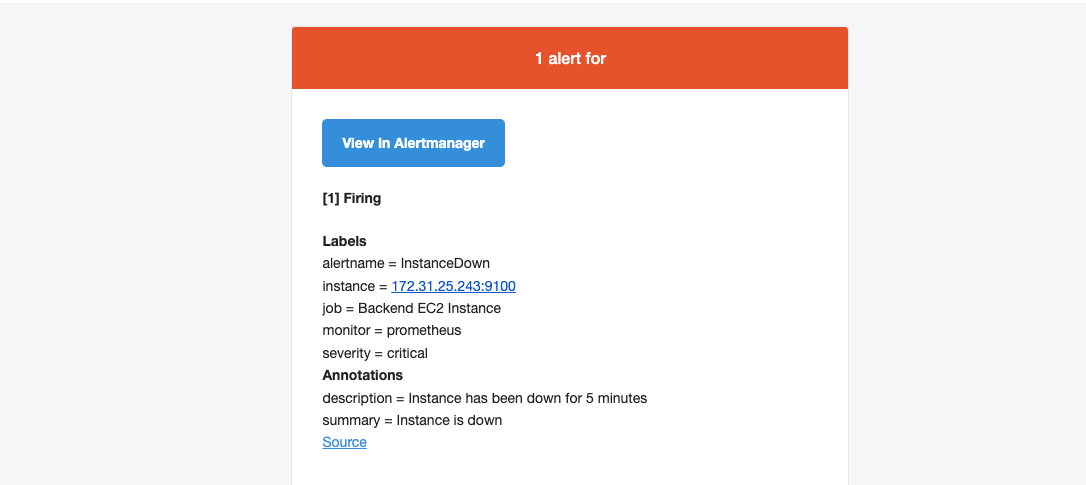 1 alert for
View In Alertmanager
[1] Firing
Labels
alertname = InstanceDown
instance = 172.31.25.243:9100
job = Backend EC2 Instance
monitor = prometheus
severity = critical
Annotations
description = Instance has been down for 5 minutes
summary = Instance is down
Source